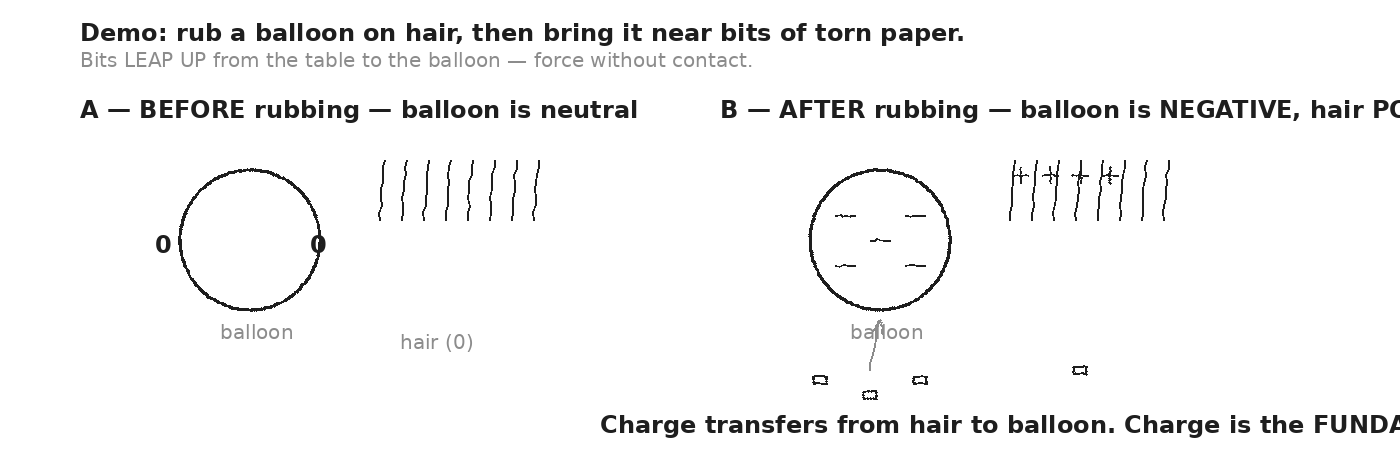 Demo: rub a balloon on hair, then bring it near bits of torn paper.
Bits LEAP UP from the table to the balloon — force without contact.
A — BEFORE rubbing — balloon is neutral
B — AFTER rubbing — balloon is NEGATIVE, hair PO
0 0
balloon
hair (0)
balloon
Charge transfers from hair to balloon. Charge is the FUNDA